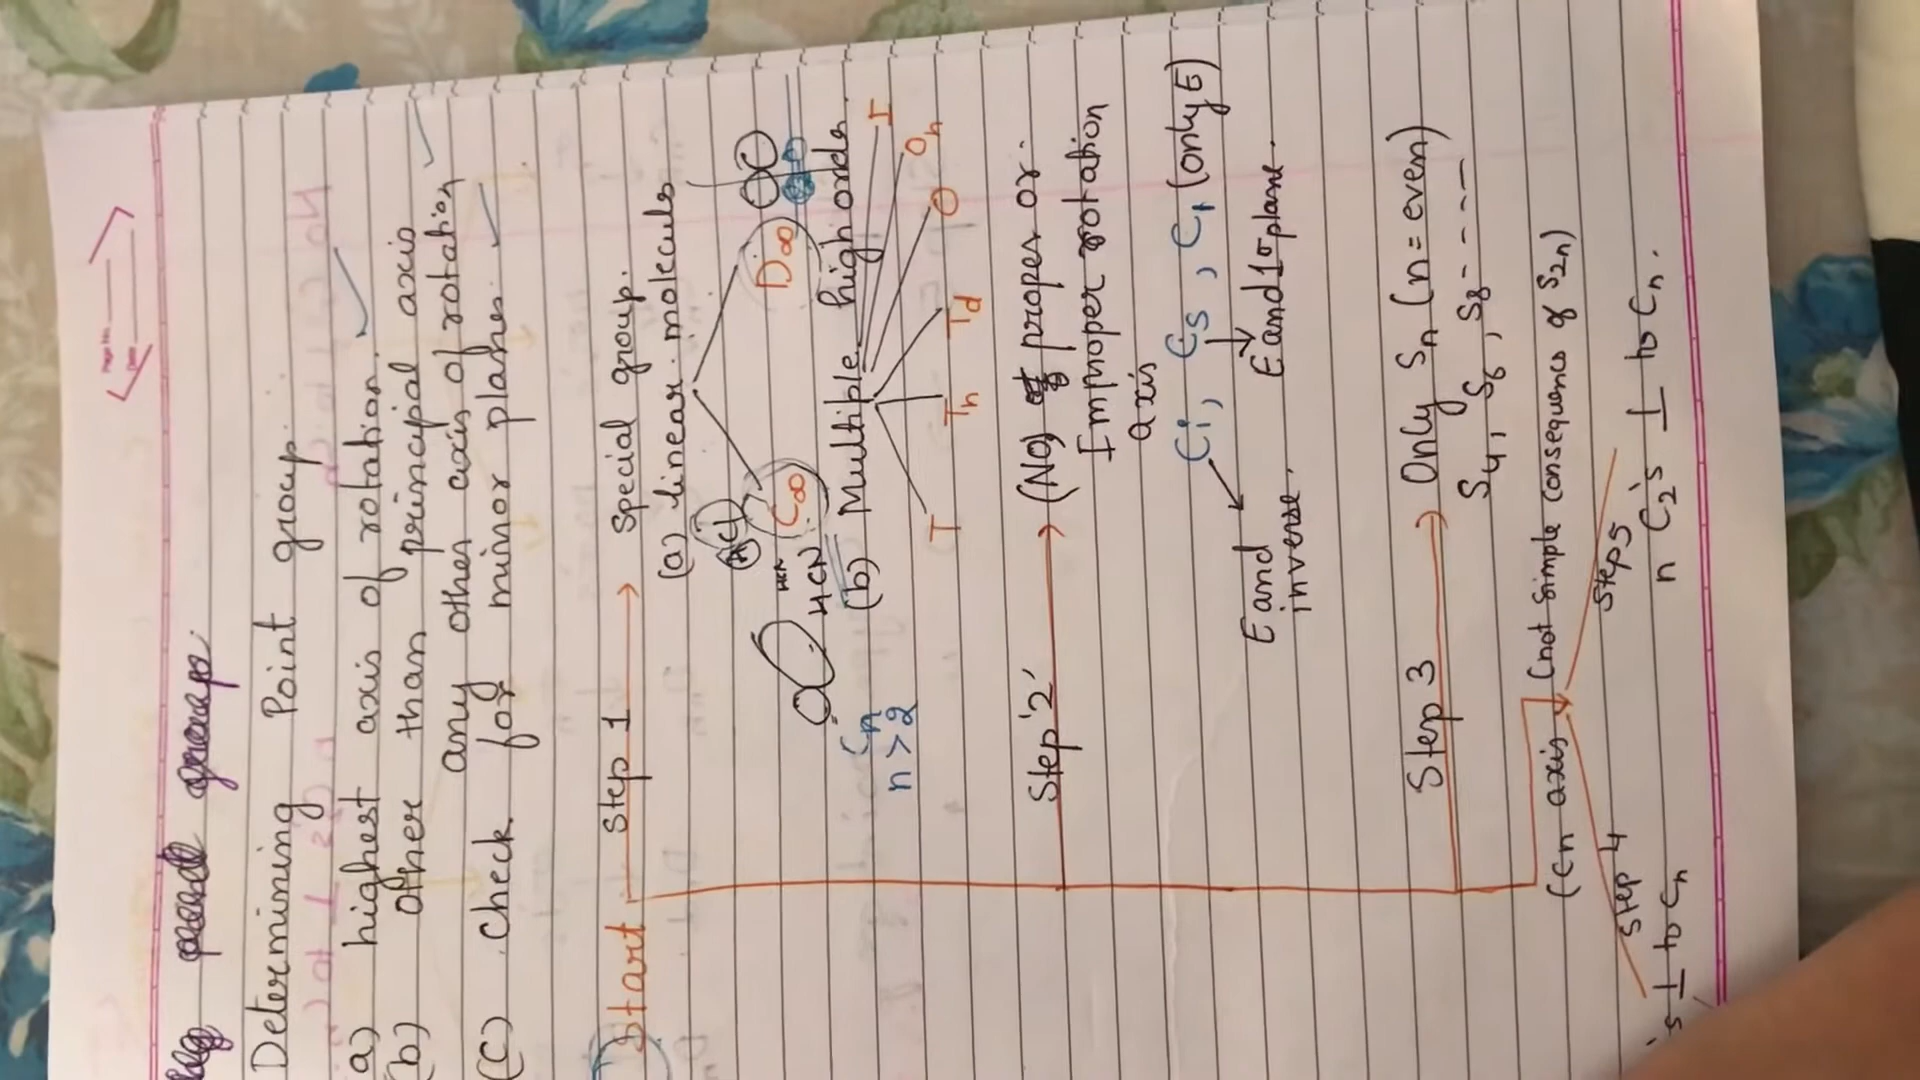 Determining Point group.
a) highest axis of rotation.
(b) other than principal axis
any other axis of rotation
(C) check for minor planes.
Start
Step 1 → special group.
(a) linear molecules
HCl
C∞
D∞
HCN
HCN
(b) Multiple high order.
Cn
n > 2
T
Th
Td
O
Oh
I
Step '2' → (No) of proper or
Improper rotation
axis
Ci, Cs, C1 (only E)
E and
inverse.
E and 1σ plane.
Step 3 → Only Sn (n = even)
S4, S6, S8 - - - -
(Cn axis) (not simple consequence of S2n)
Step 4
Step 5
's ⊥ to Cn
n C2's ⊥ to Cn.